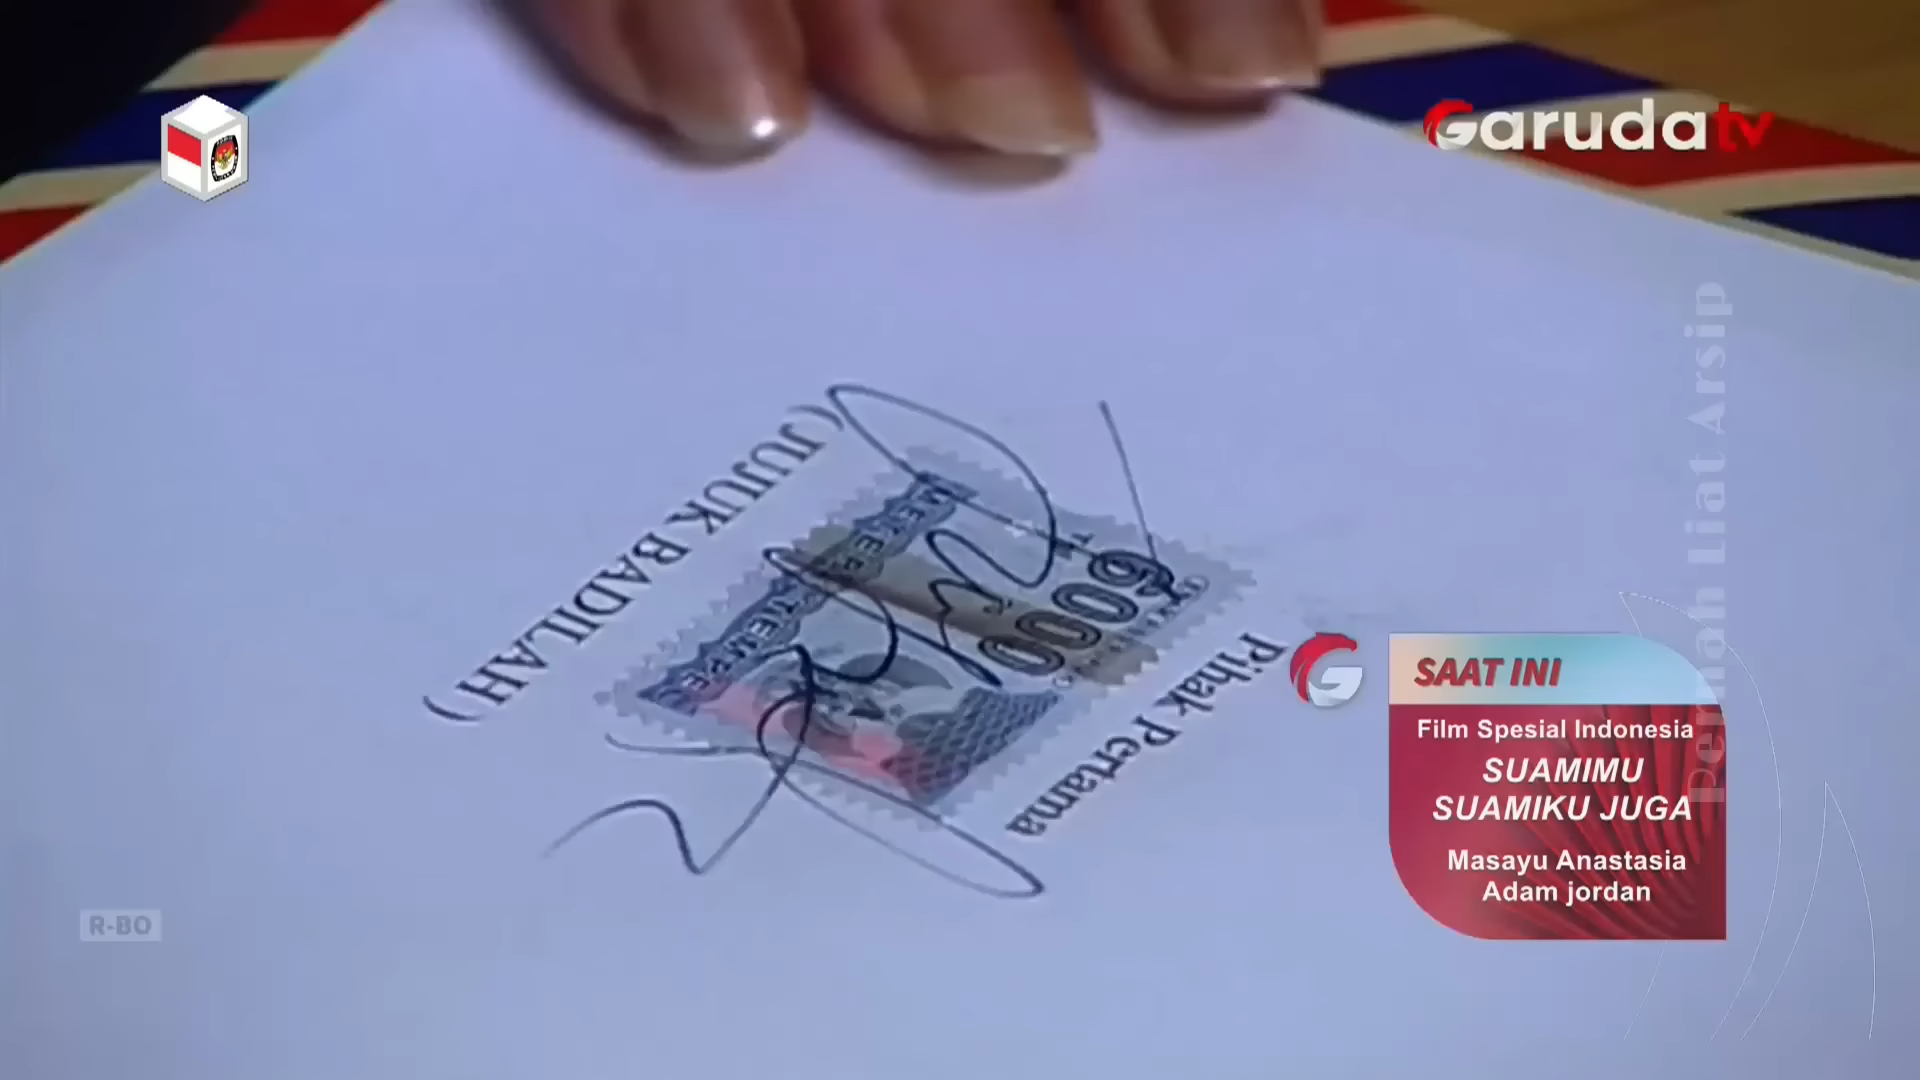 Garudatv
Pihak Pertama
METERAI
TEMPEL
6000
(JUJUK BADILAH)
SAAT INI
Film Spesial Indonesia
SUAMIMU
SUAMIKU JUGA
Masayu Anastasia
Adam jordan
R-BO
Pernah Liat Arsip